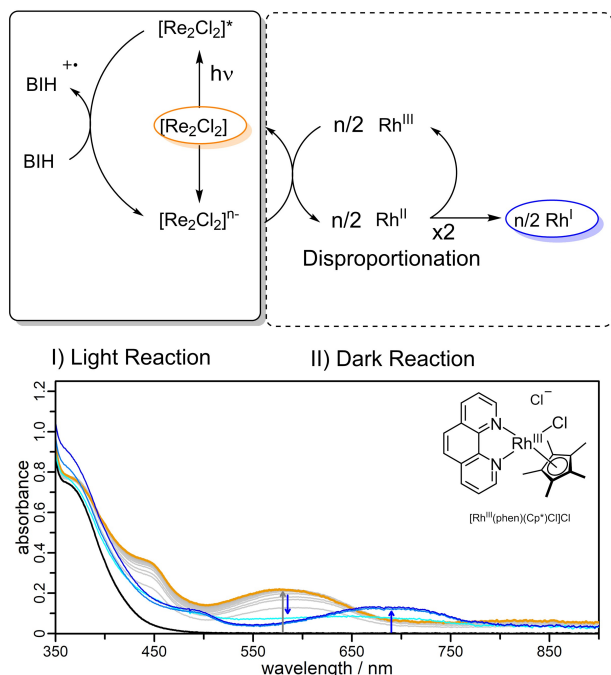 [Re₂Cl₂]*
+•
BIH
hν
[Re₂Cl₂]
BIH
[Re₂Cl₂]ⁿ⁻
n/2 Rhᴵᴵᴵ
n/2 Rhᴵᴵ
x2
n/2 Rhᴵ
Disproportionation
I) Light Reaction
II) Dark Reaction
absorbance
1.2
1.0
0.8
0.6
0.4
0.2
0
350
450
550
650
750
850
wavelength / nm
Cl⁻
Cl
N
Rhᴵᴵᴵ
N
[Rhᴵᴵᴵ(phen)(Cp*)Cl]Cl